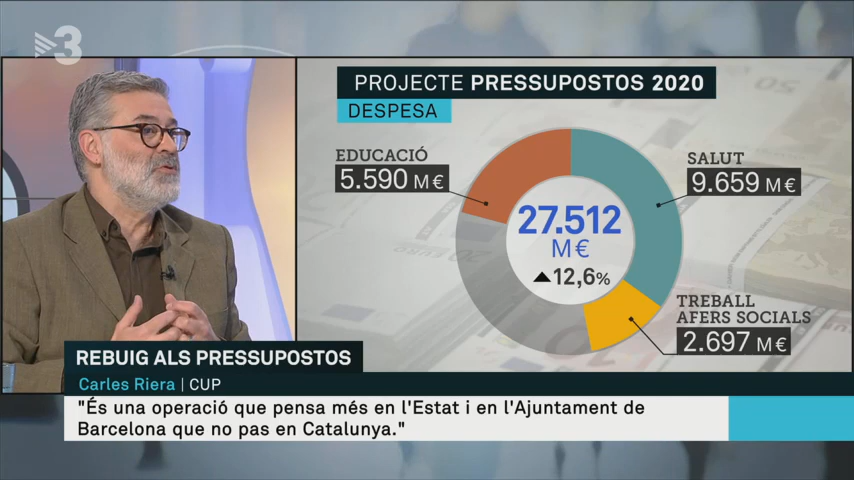 3
PROJECTE PRESSUPOSTOS 2020
DESPESA
EDUCACIÓ
5.590 M€
SALUT
9.659 M€
27.512
M€
▲12,6%
TREBALL
AFERS SOCIALS
2.697 M€
REBUIG ALS PRESSUPOSTOS
Carles Riera | CUP
"És una operació que pensa més en l'Estat i en l'Ajuntament de
Barcelona que no pas en Catalunya."